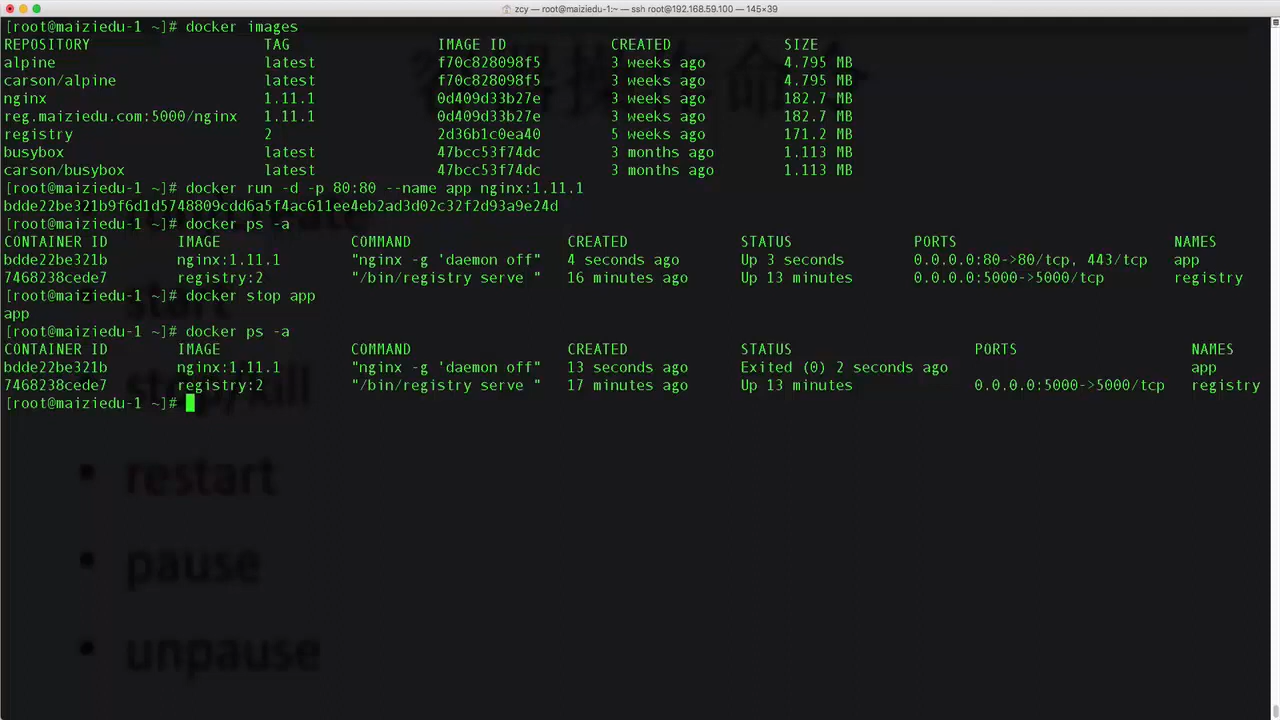 zcy — root@maiziedu-1:~ — ssh root@192.168.59.100 — 145×39
[root@maiziedu-1 ~]# docker images
REPOSITORY TAG IMAGE ID CREATED SIZE
alpine latest f70c828098f5 3 weeks ago 4.795 MB
carson/alpine latest f70c828098f5 3 weeks ago 4.795 MB
nginx 1.11.1 0d409d33b27e 3 weeks ago 182.7 MB
reg.maiziedu.com:5000/nginx 1.11.1 0d409d33b27e 3 weeks ago 182.7 MB
registry 2 2d36b1c0ea40 5 weeks ago 171.2 MB
busybox latest 47bcc53f74dc 3 months ago 1.113 MB
carson/busybox latest 47bcc53f74dc 3 months ago 1.113 MB
[root@maiziedu-1 ~]# docker run -d -p 80:80 --name app nginx:1.11.1
bdde22be321b9f6d1d5748809cdd6a5f4ac611ee4eb2ad3d02c32f2d93a9e24d
[root@maiziedu-1 ~]# docker ps -a
CONTAINER ID IMAGE COMMAND CREATED STATUS PORTS NAMES
bdde22be321b nginx:1.11.1 "nginx -g 'daemon off" 4 seconds ago Up 3 seconds 0.0.0.0:80->80/tcp, 443/tcp app
7468238cede7 registry:2 "/bin/registry serve " 16 minutes ago Up 13 minutes 0.0.0.0:5000->5000/tcp registry
[root@maiziedu-1 ~]# docker stop app
app
[root@maiziedu-1 ~]# docker ps -a
CONTAINER ID IMAGE COMMAND CREATED STATUS PORTS NAMES
bdde22be321b nginx:1.11.1 "nginx -g 'daemon off" 13 seconds ago Exited (0) 2 seconds ago app
7468238cede7 registry:2 "/bin/registry serve " 17 minutes ago Up 13 minutes 0.0.0.0:5000->5000/tcp registry
[root@maiziedu-1 ~]#
start
stop/kill
• restart
• pause
• unpause